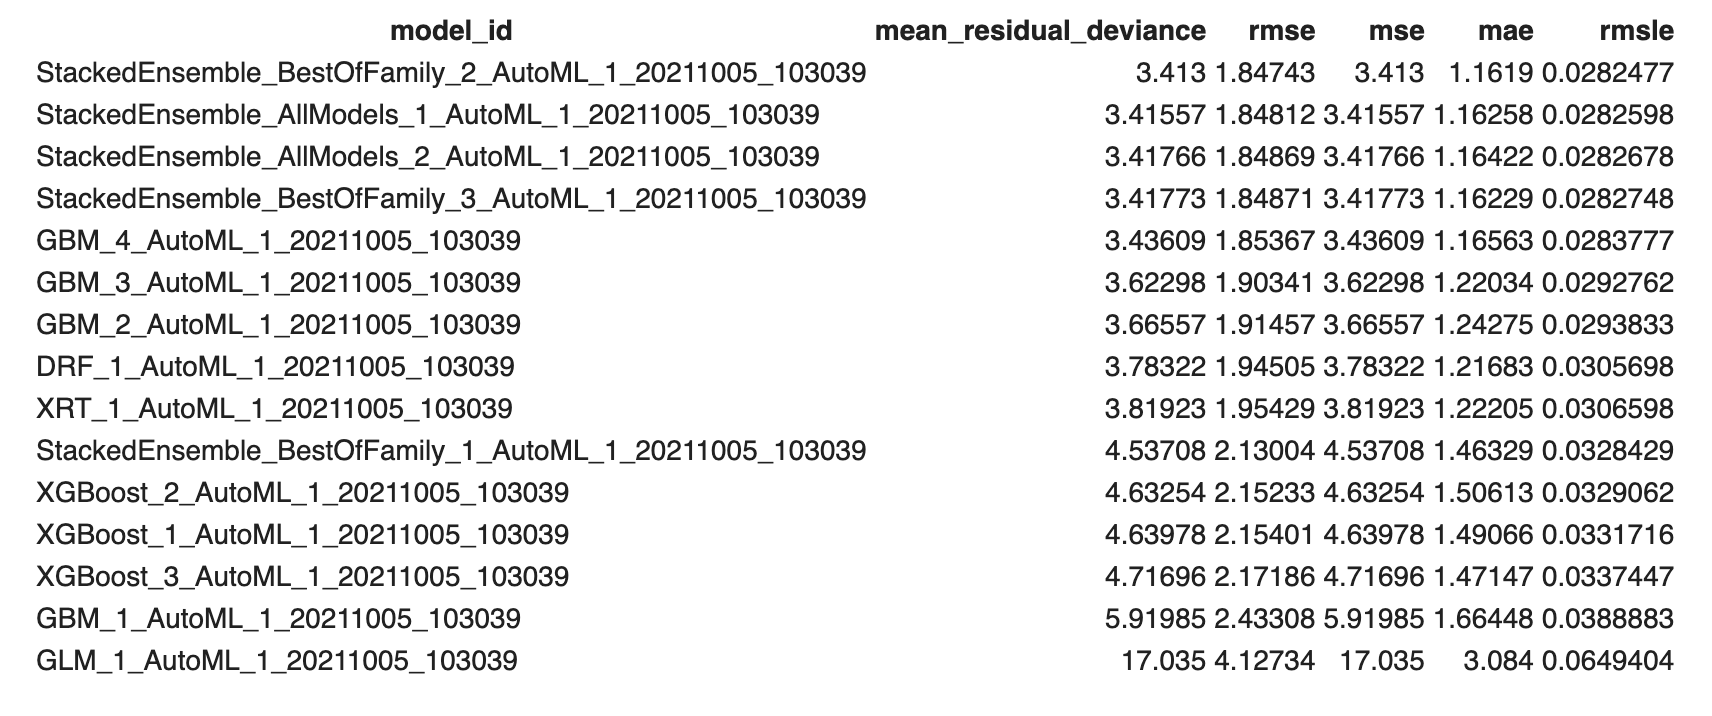 model_id mean_residual_deviance rmse mse mae rmsle
StackedEnsemble_BestOfFamily_2_AutoML_1_20211005_103039 3.413 1.84743 3.413 1.1619 0.0282477
StackedEnsemble_AllModels_1_AutoML_1_20211005_103039 3.41557 1.84812 3.41557 1.16258 0.0282598
StackedEnsemble_AllModels_2_AutoML_1_20211005_103039 3.41766 1.84869 3.41766 1.16422 0.0282678
StackedEnsemble_BestOfFamily_3_AutoML_1_20211005_103039 3.41773 1.84871 3.41773 1.16229 0.0282748
GBM_4_AutoML_1_20211005_103039 3.43609 1.85367 3.43609 1.16563 0.0283777
GBM_3_AutoML_1_20211005_103039 3.62298 1.90341 3.62298 1.22034 0.0292762
GBM_2_AutoML_1_20211005_103039 3.66557 1.91457 3.66557 1.24275 0.0293833
DRF_1_AutoML_1_20211005_103039 3.78322 1.94505 3.78322 1.21683 0.0305698
XRT_1_AutoML_1_20211005_103039 3.81923 1.95429 3.81923 1.22205 0.0306598
StackedEnsemble_BestOfFamily_1_AutoML_1_20211005_103039 4.53708 2.13004 4.53708 1.46329 0.0328429
XGBoost_2_AutoML_1_20211005_103039 4.63254 2.15233 4.63254 1.50613 0.0329062
XGBoost_1_AutoML_1_20211005_103039 4.63978 2.15401 4.63978 1.49066 0.0331716
XGBoost_3_AutoML_1_20211005_103039 4.71696 2.17186 4.71696 1.47147 0.0337447
GBM_1_AutoML_1_20211005_103039 5.91985 2.43308 5.91985 1.66448 0.0388883
GLM_1_AutoML_1_20211005_103039 17.035 4.12734 17.035 3.084 0.0649404